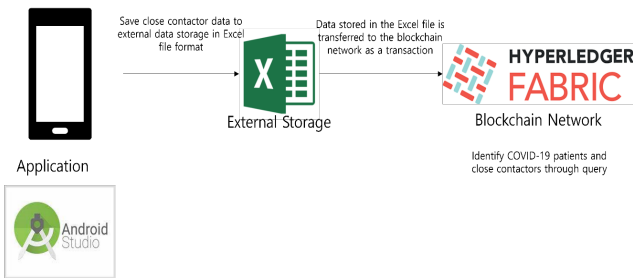 Save close contactor data to
external data storage in Excel
file format
Data stored in the Excel file is
transferred to the blockchain
network as a transaction
X
HYPERLEDGER
FABRIC
External Storage
Blockchain Network
Identify COVID-19 patients and
close contactors through query
Application
Android
Studio